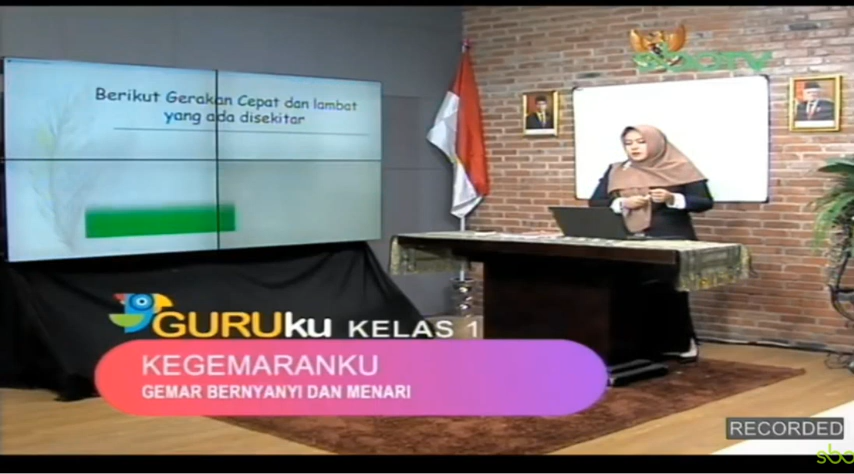 Berikut Gerakan Cepat dan lambat
yang ada disekitar
GURUku KELAS 1
KEGEMARANKU
GEMAR BERNYANYI DAN MENARI
RECORDED